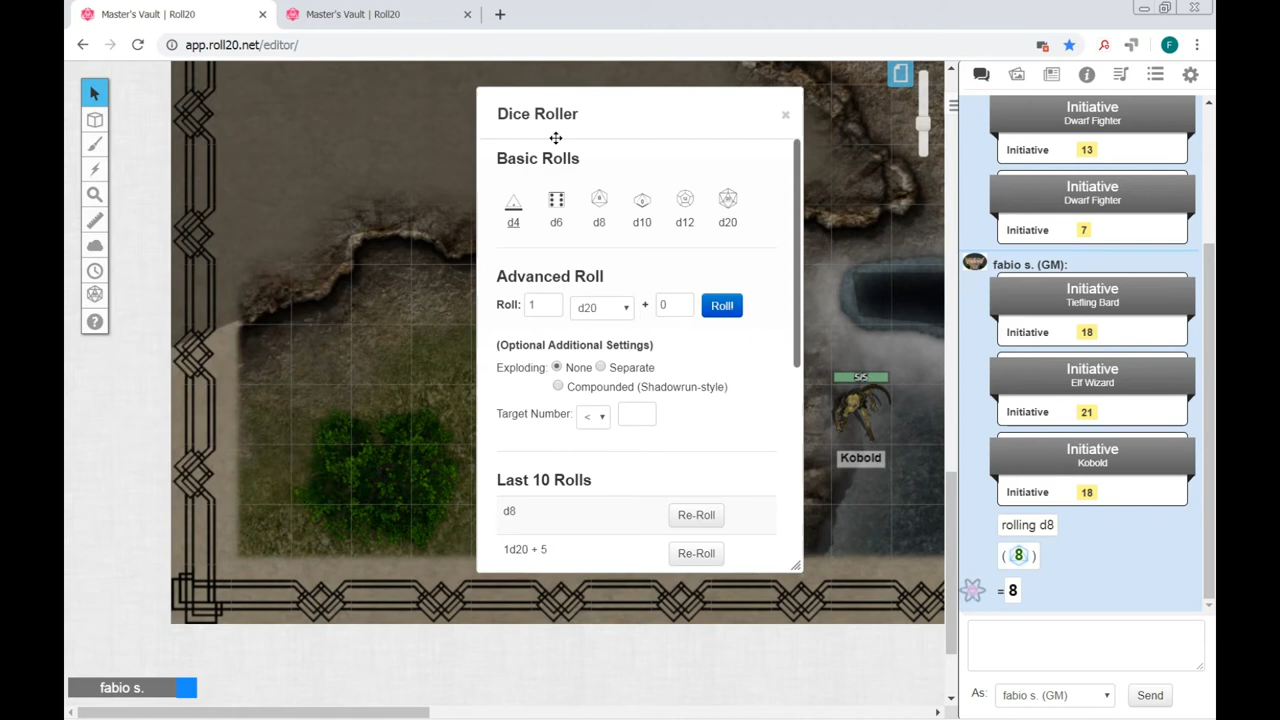 Master's Vault | Roll20
Master's Vault | Roll20
app.roll20.net/editor/
F
Dice Roller
Basic Rolls
d4 d6 d8 d10 d12 d20
Advanced Roll
Roll: 1 d20 + 0 Roll!
(Optional Additional Settings)
Exploding: None Separate
Compounded (Shadowrun-style)
Target Number: <
Last 10 Rolls
d8 Re-Roll
1d20 + 5 Re-Roll
5/5
Kobold
fabio s.
Initiative
Dwarf Fighter
Initiative 13
Initiative
Dwarf Fighter
Initiative 7
fabio s. (GM):
Initiative
Tiefling Bard
Initiative 18
Initiative
Elf Wizard
Initiative 21
Initiative
Kobold
Initiative 18
rolling d8
(8)
=8
As: fabio s. (GM) Send